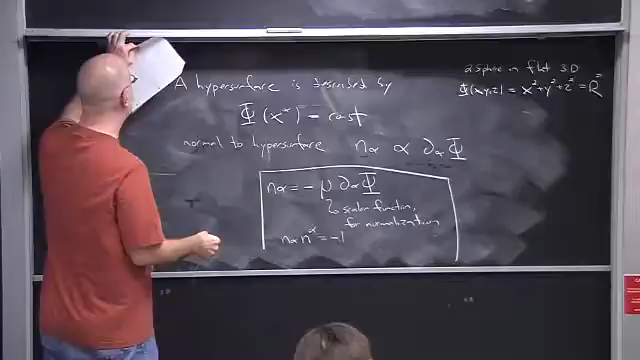 A hypersurface is described by
Φ(x^α) = const
normal to hypersurface n_α ∝ ∂_α Φ
n_α = - μ ∂_α Φ
↳ scalar function,
for normalization
n_α n^α = -1
2-sphere in flat 3D
Φ(x,y,z) = x² + y² + z² = R²